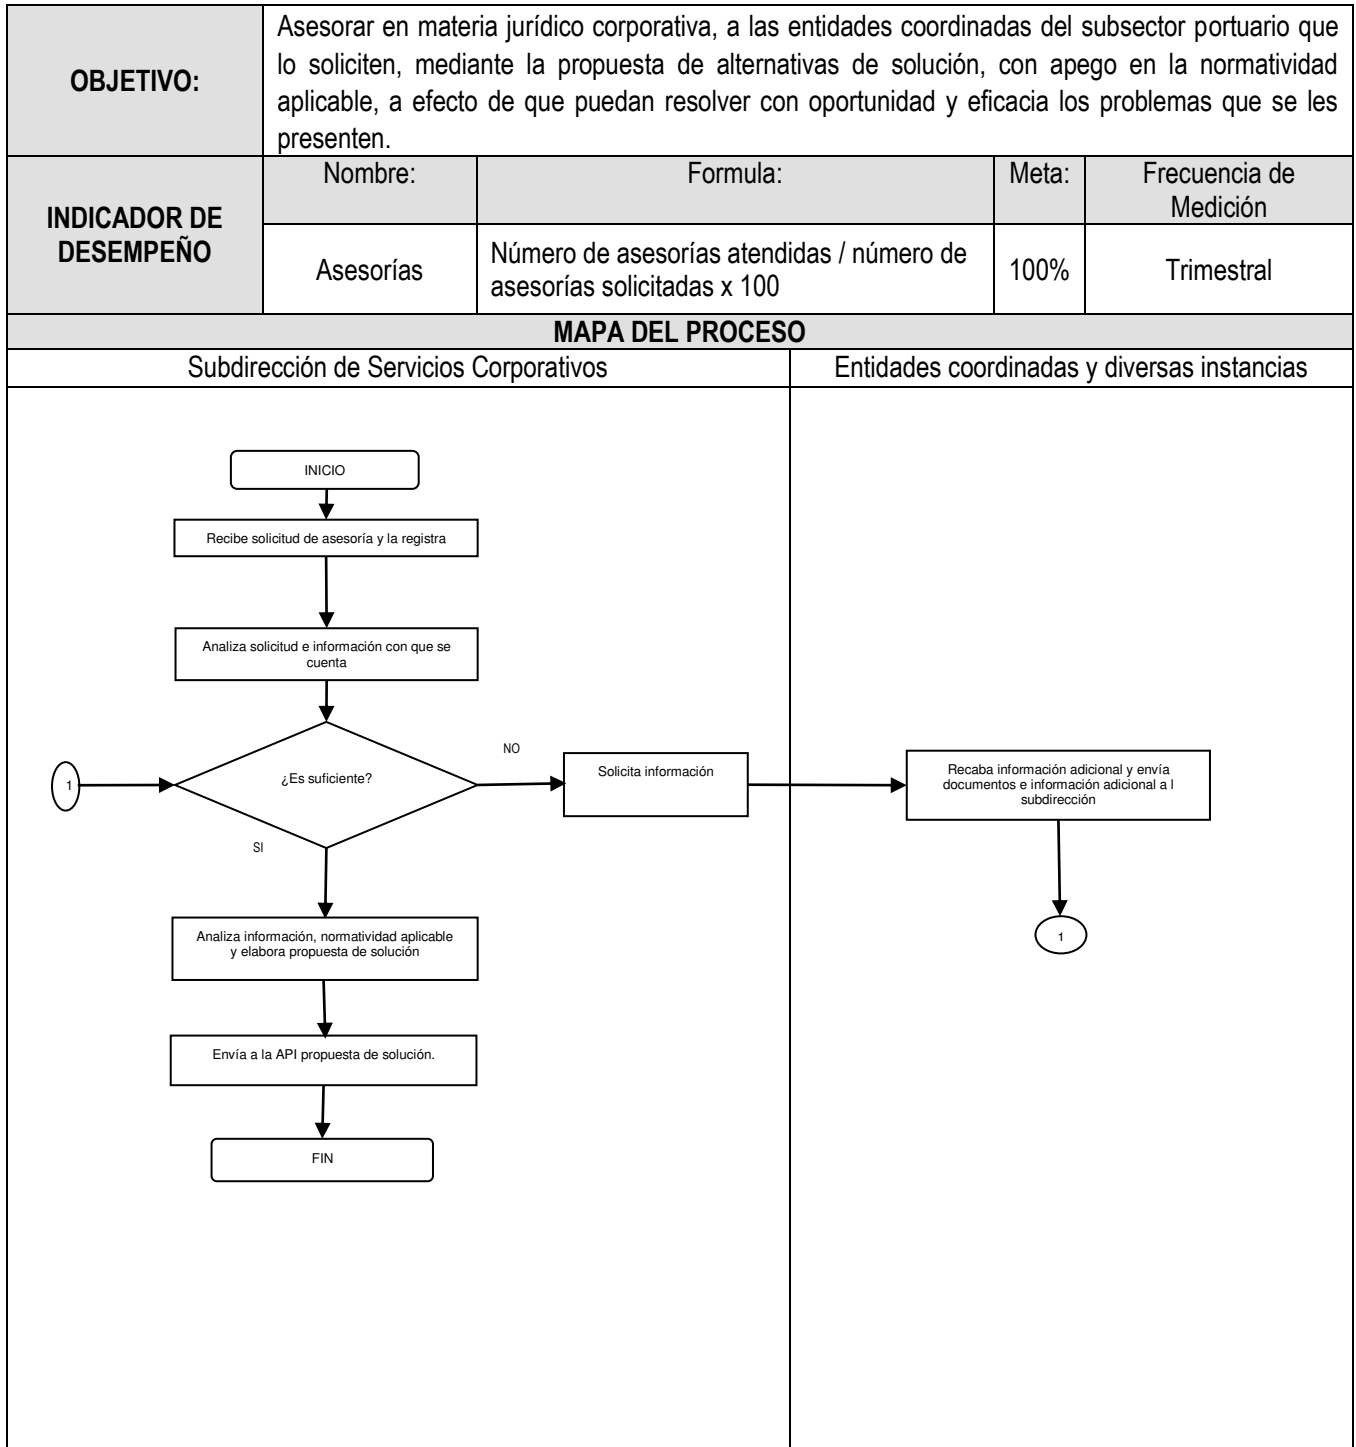 OBJETIVO:
Asesorar en materia jurídico corporativa, a las entidades coordinadas del subsector portuario que
lo soliciten, mediante la propuesta de alternativas de solución, con apego en la normatividad
aplicable, a efecto de que puedan resolver con oportunidad y eficacia los problemas que se les
presenten.
INDICADOR DE
DESEMPEÑO
Nombre:
Formula:
Meta:
Frecuencia de
Medición
Asesorías
Número de asesorías atendidas / número de
asesorías solicitadas x 100
100%
Trimestral
MAPA DEL PROCESO
Subdirección de Servicios Corporativos
Entidades coordinadas y diversas instancias
INICIO
Recibe solicitud de asesoría y la registra
Analiza solicitud e información con que se
cuenta
1
¿Es suficiente?
NO
Solicita información
Recaba información adicional y envía
documentos e información adicional a l
subdirección
SI
1
Analiza información, normatividad aplicable
y elabora propuesta de solución
Envía a la API propuesta de solución.
FIN